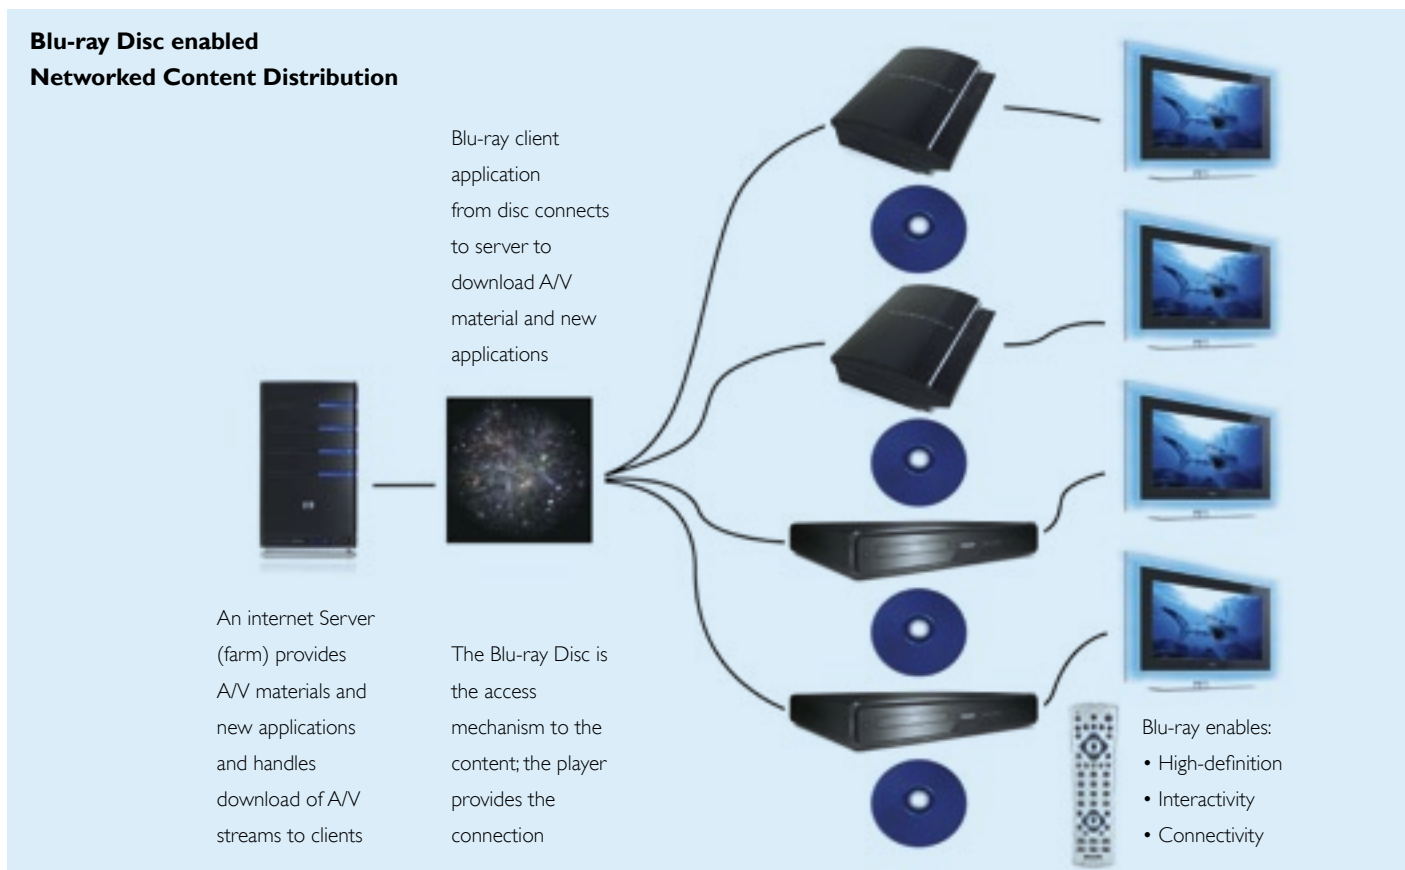 Blu-ray Disc enabled
Networked Content Distribution
Blu-ray client
application
from disc connects
to server to
download A/V
material and new
applications
An internet Server
(farm) provides
A/V materials and
new applications
and handles
download of A/V
streams to clients
The Blu-ray Disc is
the access
mechanism to the
content; the player
provides the
connection
Blu-ray enables:
• High-definition
• Interactivity
• Connectivity